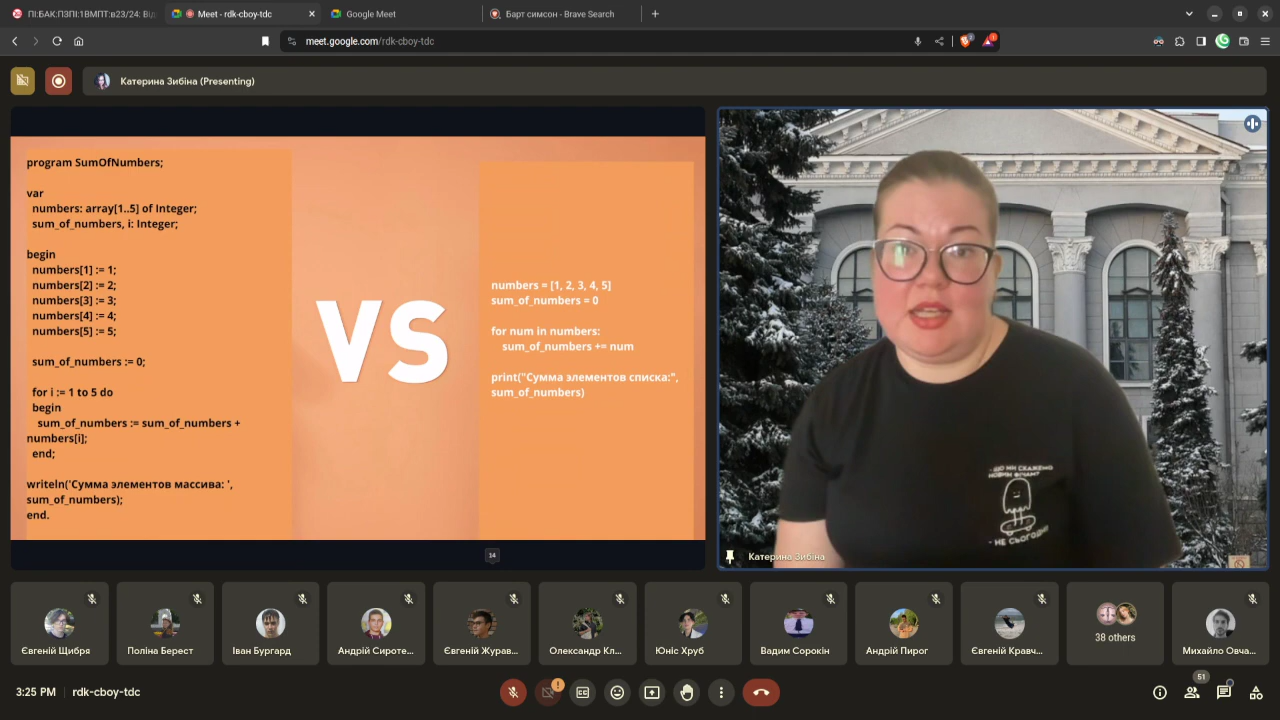 ПІ:БАК:ПЗПІ:1ВМПТ:в23/24: Ві
Meet - rdk-cboy-tdc
Google Meet
Барт симсон - Brave Search
meet.google.com/rdk-cboy-tdc
Катерина Зибіна (Presenting)
program SumOfNumbers;
var
numbers: array[1..5] of Integer;
sum_of_numbers, i: Integer;
begin
numbers[1] := 1;
numbers[2] := 2;
numbers[3] := 3;
numbers[4] := 4;
numbers[5] := 5;
sum_of_numbers := 0;
for i := 1 to 5 do
begin
sum_of_numbers := sum_of_numbers +
numbers[i];
end;
writeln('Сумма элементов массива: ',
sum_of_numbers);
end.
VS
numbers = [1, 2, 3, 4, 5]
sum_of_numbers = 0
for num in numbers:
sum_of_numbers += num
print("Сумма элементов списка:",
sum_of_numbers)
14
- НЕ СЬОГОДНІ
Катерина Зибіна
Євгеній Щибря
Поліна Берест
Іван Бургард
Андрій Сироте...
Євгеній Журав...
Олександр Кл...
Юніс Хруб
Вадим Сорокін
Андрій Пирог
Євгеній Кравч...
38 others
Михайло Овча...
3:25 PM
rdk-cboy-tdc
51